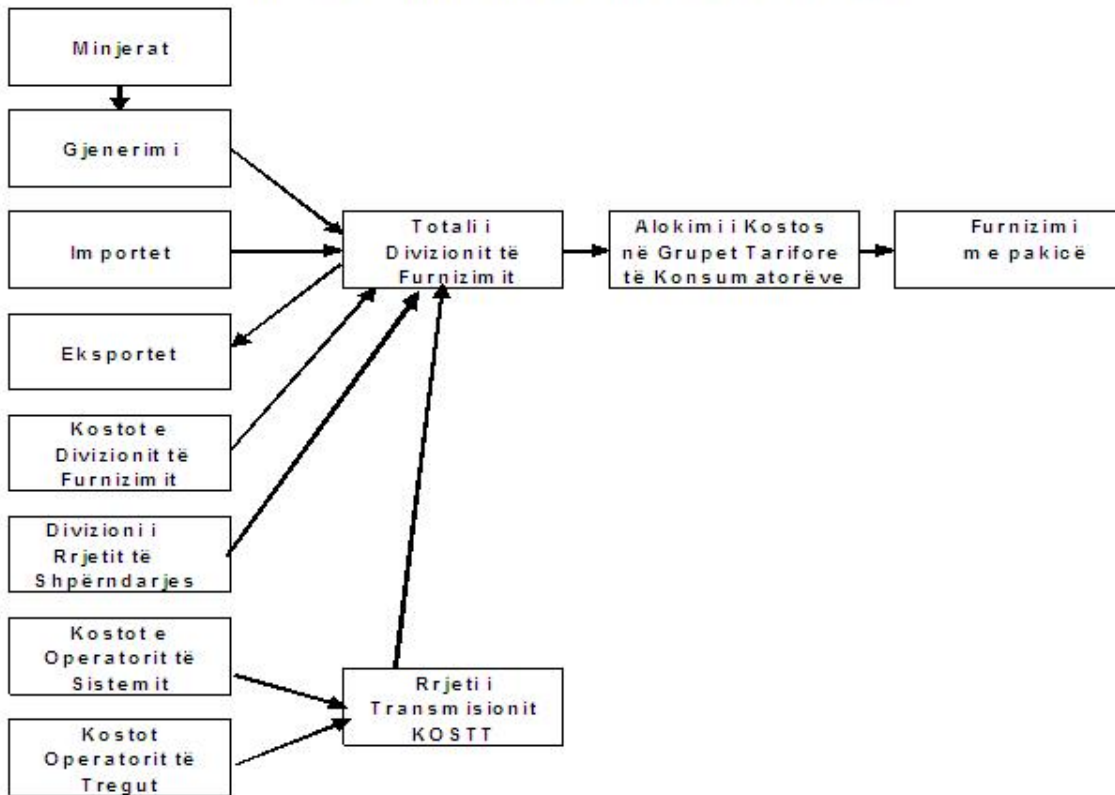 Minjerat
Gjenerimi
Importet
Eksportet
Kostot e
Divizionit të
Furnizimit
Divizioni i
Rrjetit të
Shpërndarjes
Kostot e
Operatorit të
Sistemit
Kostot
Operatorit të
Tregut
Totali i
Divizionit të
Furnizimit
Rrjeti i
Transmisionit
KOSTT
Alokimi i Kostos
në Grupet Tarifore
të Konsumatorëve
Furnizimi
me pakicë